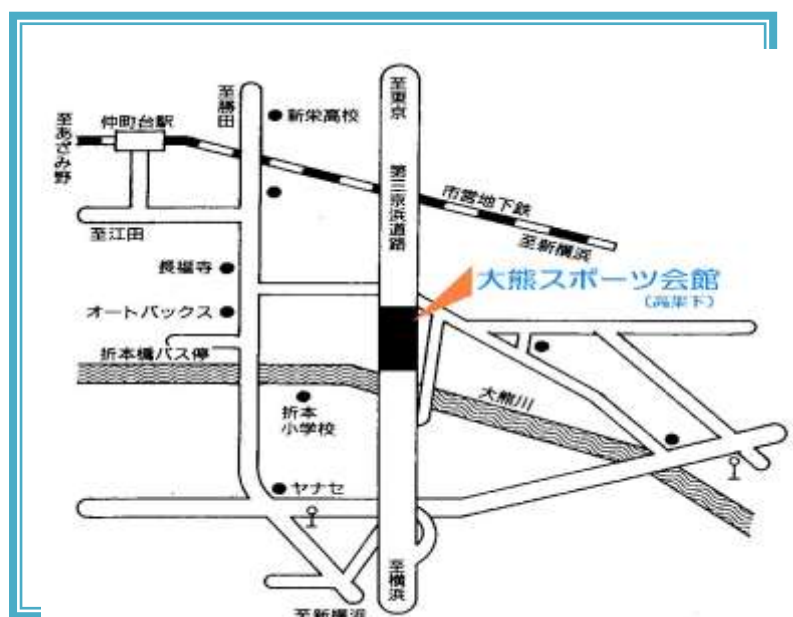 至東京
至勝田
新栄高校
仲町台駅
至あざみ野
第三京浜道路
市営地下鉄
至新横浜
至江田
長福寺
大熊スポーツ会館
(高架下)
オートバックス
折本橋バス停
大熊川
折本
小学校
ヤナセ
至横浜
至新横浜